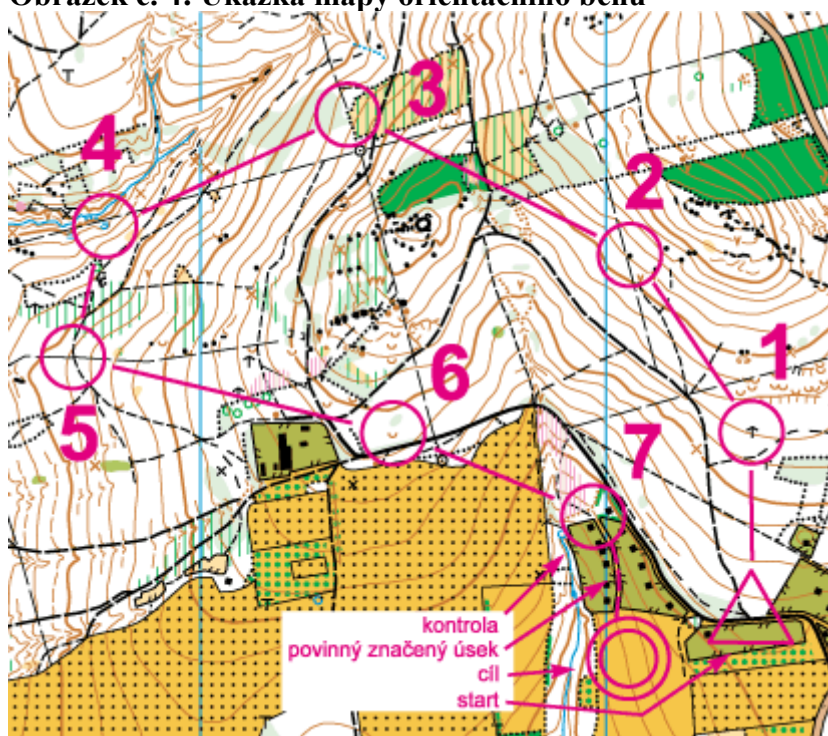 Obrázek č. 4: Ukázka mapy orientačního běhu
3
4
2
1
6
5
7
kontrola
povinný značený úsek
cíl
start